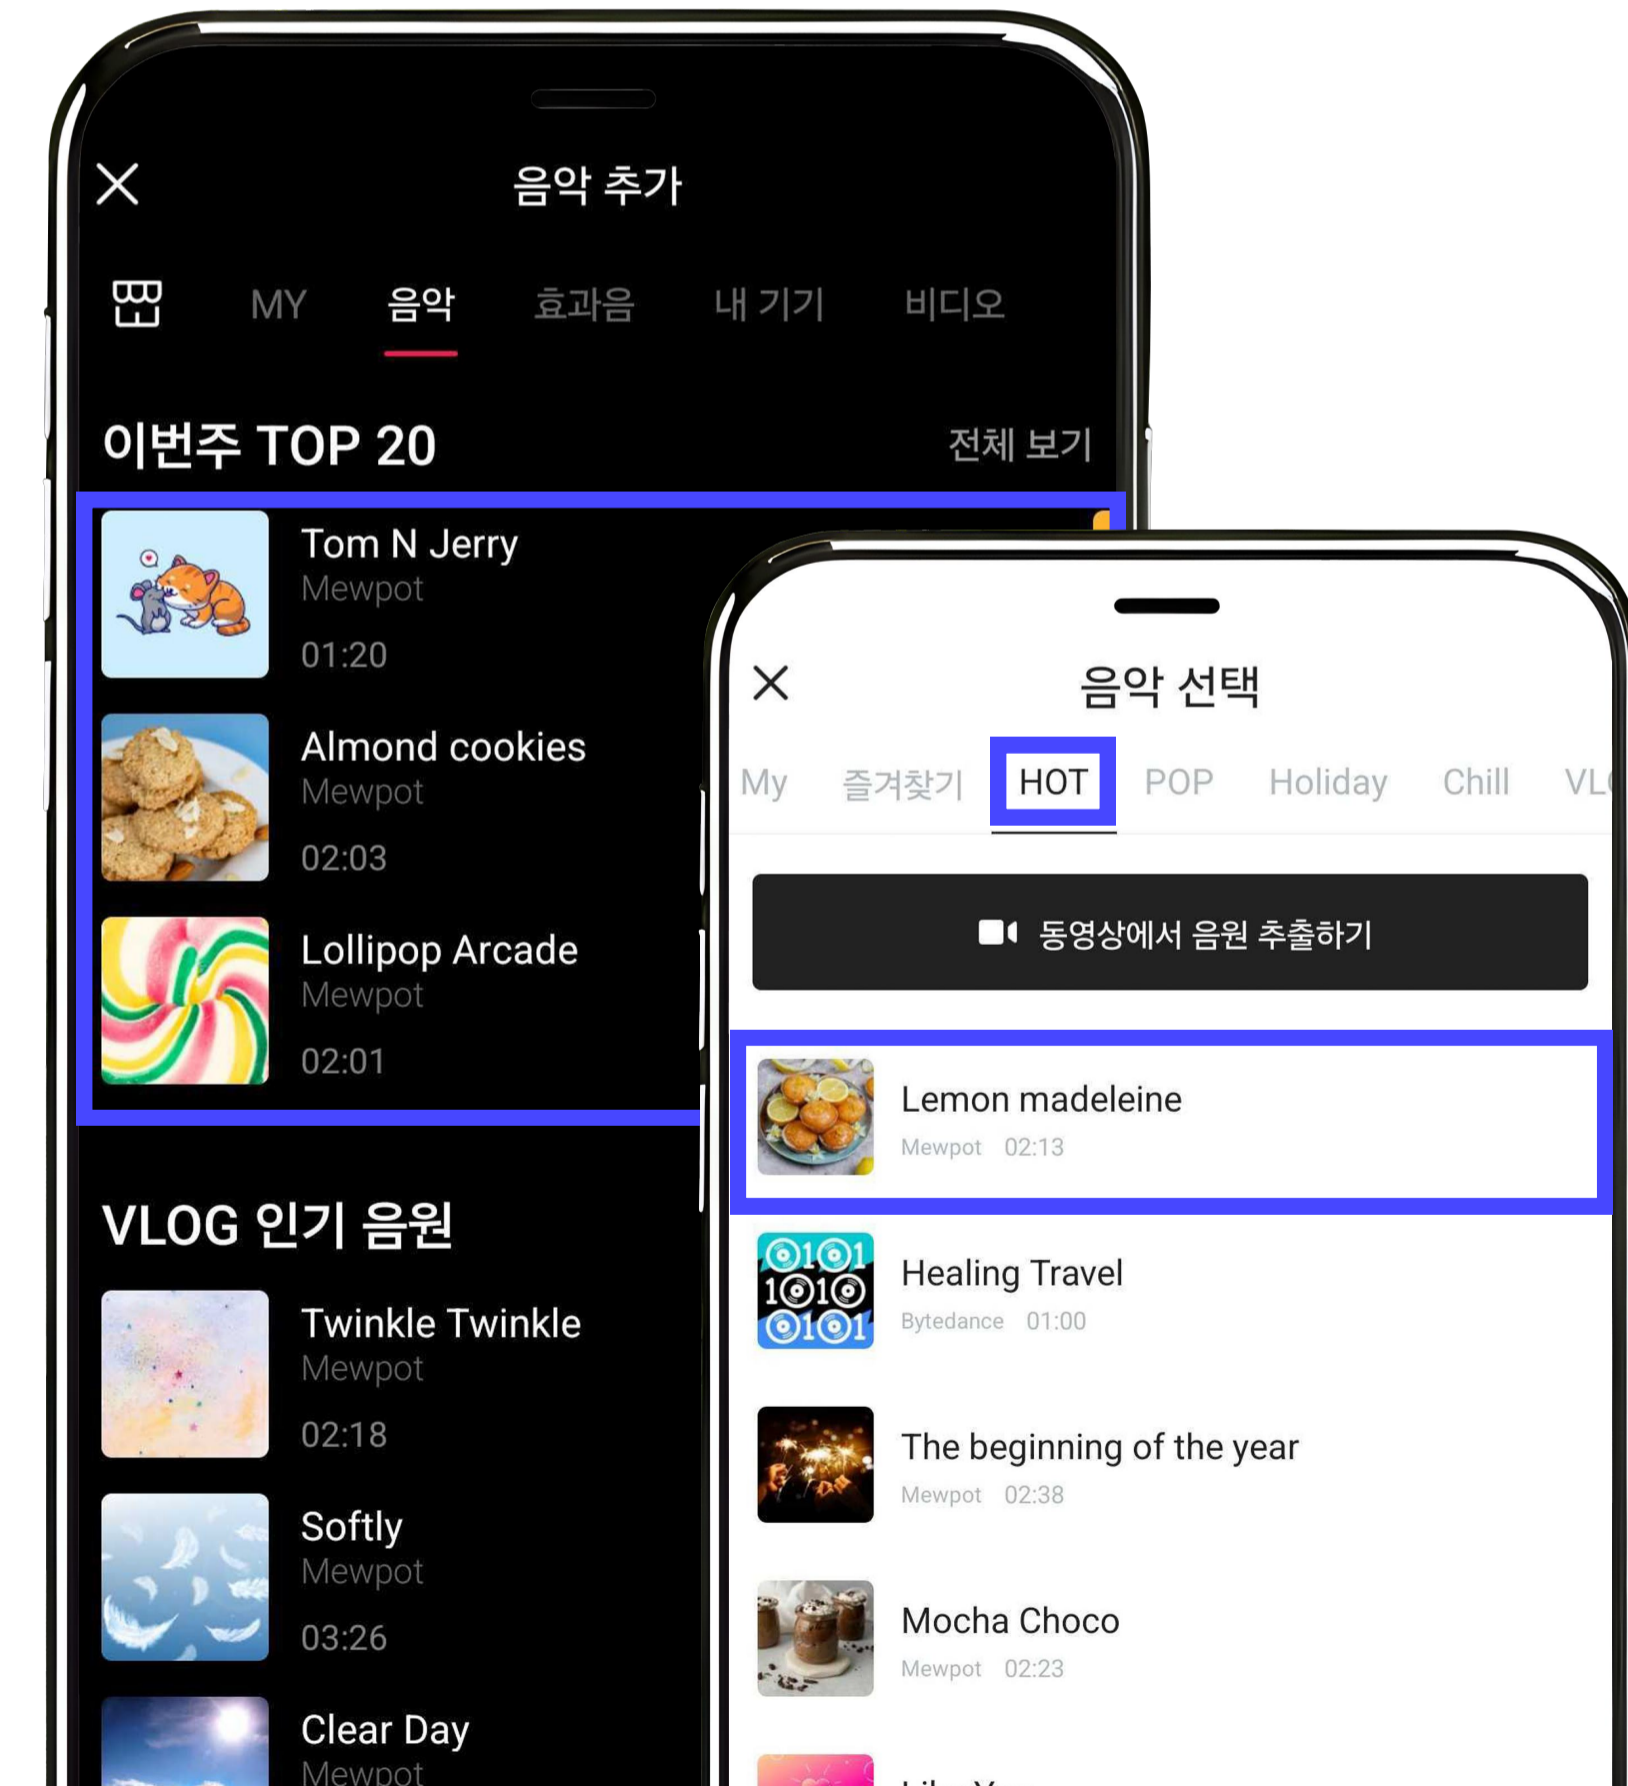 음악 추가
MY 음악 효과음 내 기기 비디오
이번주 TOP 20 전체 보기
Tom N Jerry
Mewpot
01:20
Almond cookies
Mewpot
02:03
Lollipop Arcade
Mewpot
02:01
VLOG 인기 음원
Twinkle Twinkle
Mewpot
02:18
Softly
Mewpot
03:26
Clear Day
Mewpot
음악 선택
My 즐겨찾기 HOT POP Holiday Chill
동영상에서 음원 추출하기
Lemon madeleine
Mewpot 02:13
0101
1010
0101
Healing Travel
Bytedance 01:00
The beginning of the year
Mewpot 02:38
Mocha Choco
Mewpot 02:23